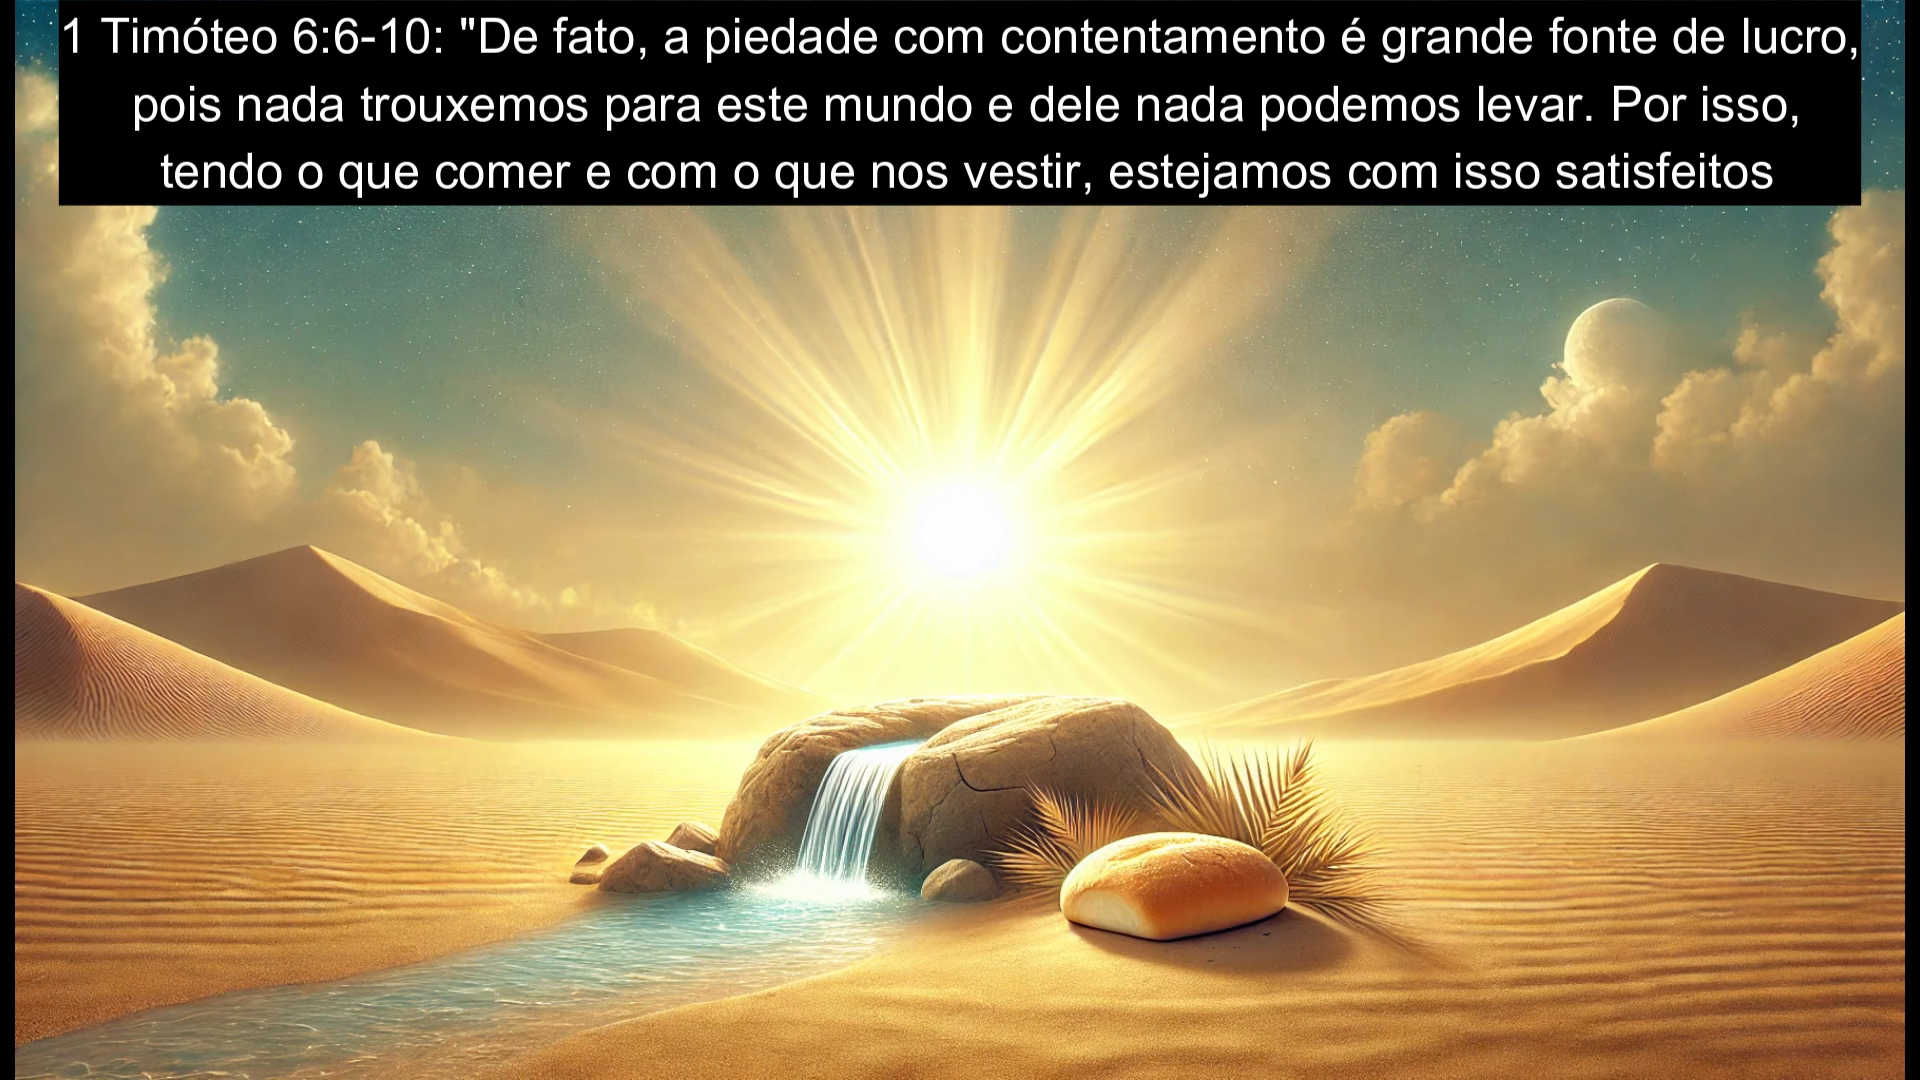 1 Timóteo 6:6-10: "De fato, a piedade com contentamento é grande fonte de lucro,
pois nada trouxemos para este mundo e dele nada podemos levar. Por isso,
tendo o que comer e com o que nos vestir, estejamos com isso satisfeitos